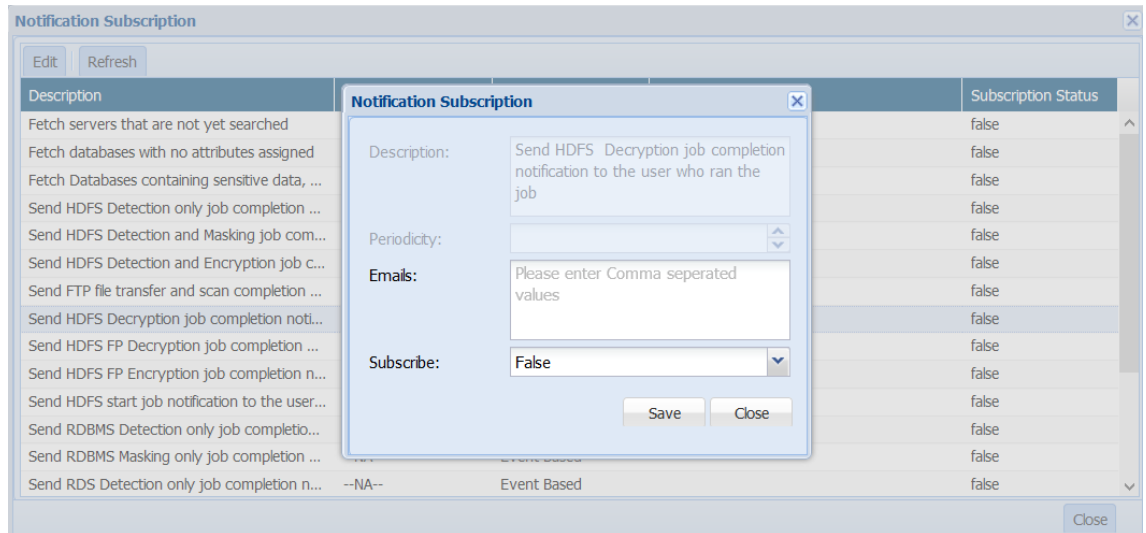 Notification Subscription
Edit Refresh
Description Subscription Status
Fetch servers that are not yet searched false
Fetch databases with no attributes assigned false
Fetch Databases containing sensitive data, ... false
Send HDFS Detection only job completion ... false
Send HDFS Detection and Masking job com... false
Send HDFS Detection and Encryption job c... false
Send FTP file transfer and scan completion ... false
Send HDFS Decryption job completion noti... false
Send HDFS FP Decryption job completion ... false
Send HDFS FP Encryption job completion n... false
Send HDFS start job notification to the user... false
Send RDBMS Detection only job completio... false
Send RDBMS Masking only job completion ... false
Send RDS Detection only job completion n... --NA-- Event Based false
Close
Notification Subscription
Description: Send HDFS Decryption job completion
notification to the user who ran the
job
Periodicity:
Emails: Please enter Comma seperated
values
Subscribe: False
Save Close